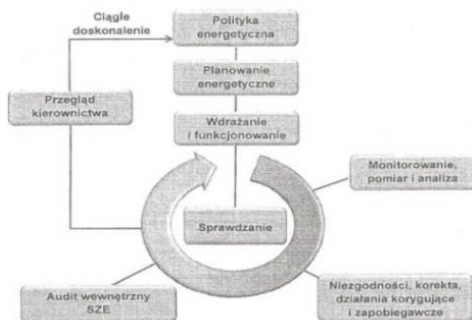 Ciągłe
doskonalenie
Polityka
energetyczna
Planowanie
energetyczne
Przegląd
kierownictwa
Wdrażanie
i funkcjonowanie
Monitorowanie,
pomiar i analiza
Sprawdzanie
Audit wewnętrzny
SZE
Niezgodności, korekta,
działania korygujące
i zapobiegawcze